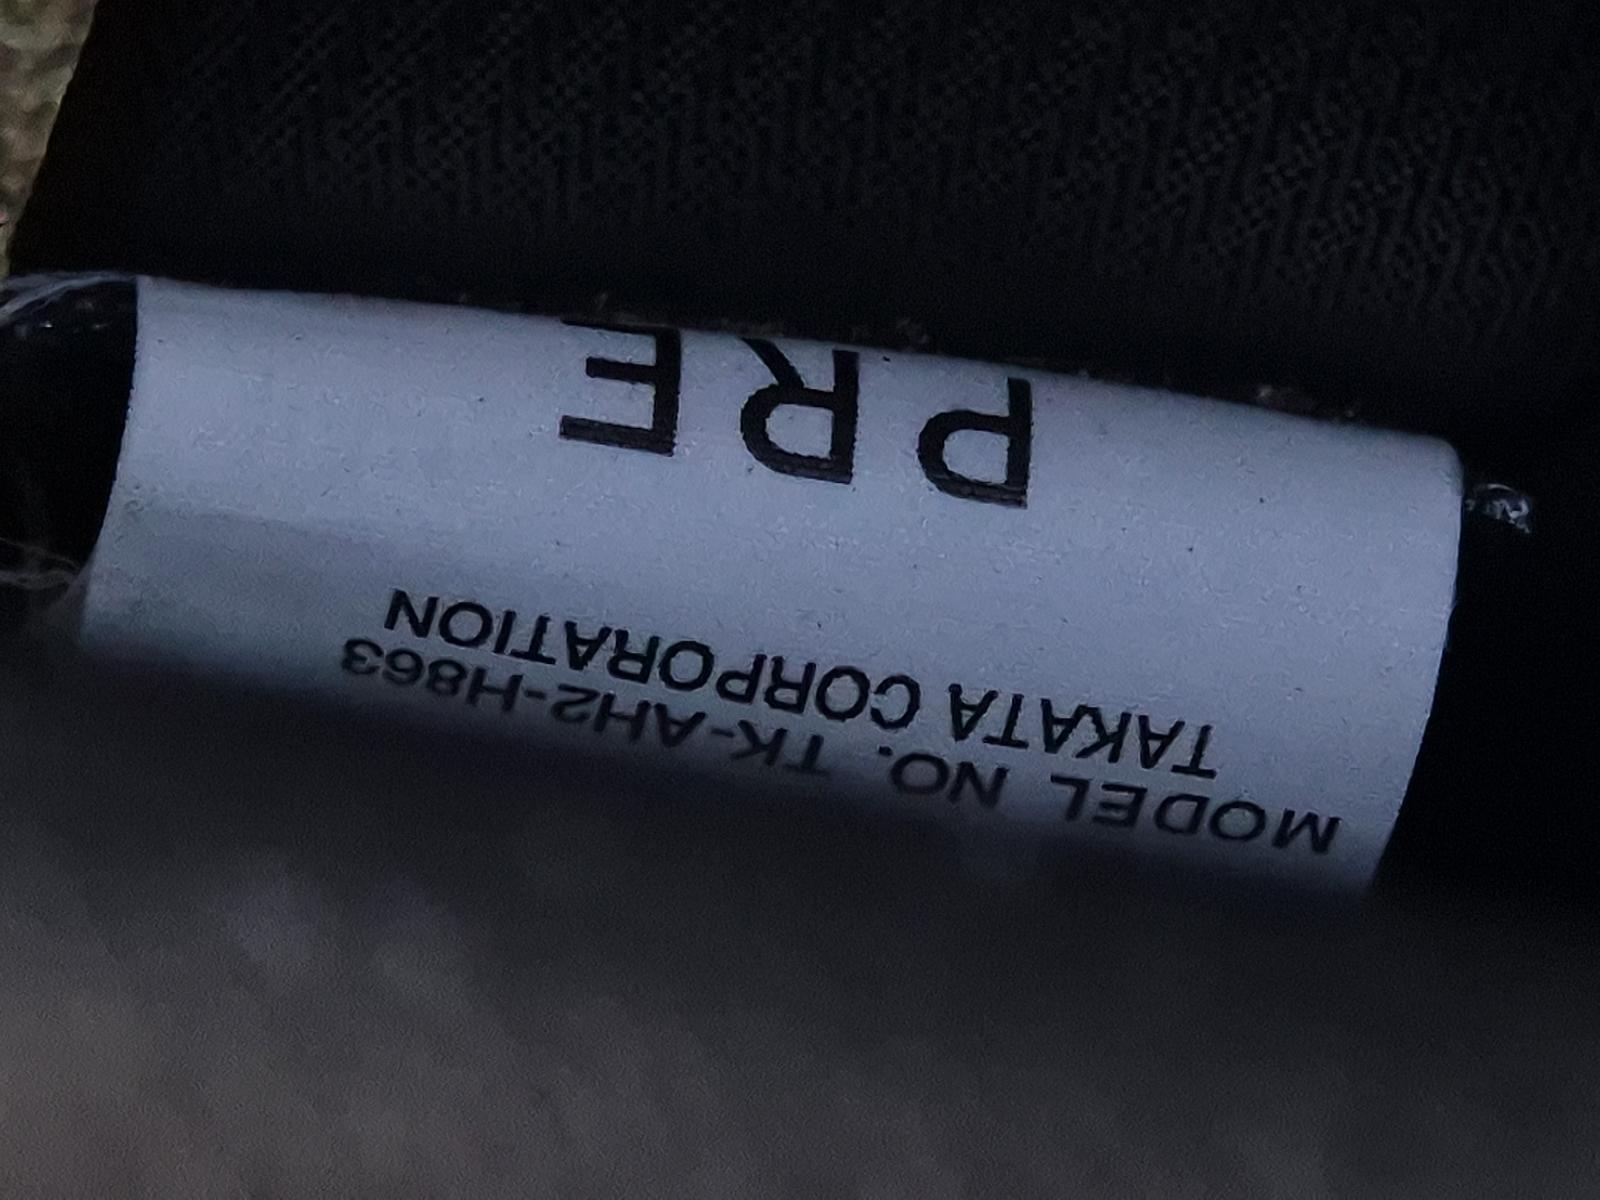 MODEL NO. TK-AH2-H863
TAKATA CORPORATION
PRE